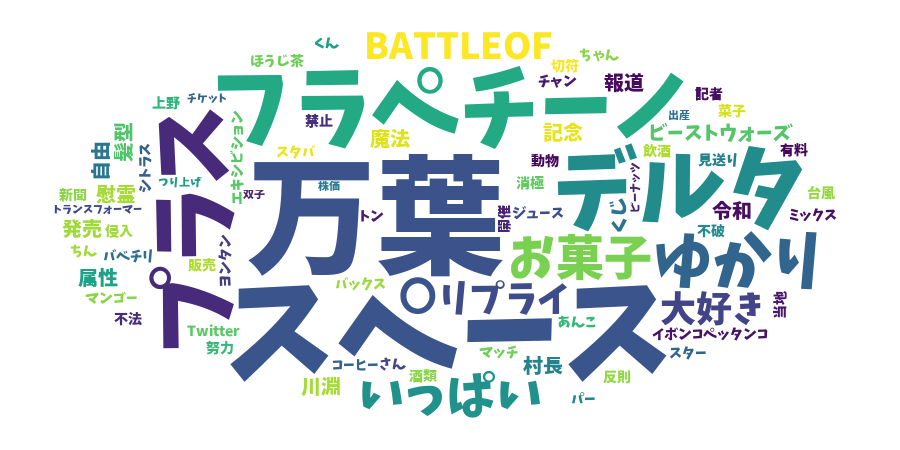 くん
BATTLEOF
ほうじ茶
ちゃん
切符
フラペチーノ
チャン
報道
上野
チケット
記者
禁止
菓子
出産
髪型
エキシビション
魔法
記念
ビーストウォーズ
自由
シトラス
プラス
スタバ
万葉
動物
デルタ
飲酒
見送り
有料
つり上げ
双子
株価
消極
ピーナッツ
新聞
慰霊
台風
トランスフォーマー
トン
開催
ジュース
くじ
令和
ミックス
発売
侵入
不破
ちん
バベチリ
ヨンタン
お菓子
ゆかり
属性
販売
マンゴー
バックス
スペース
リプライ
大好き
当地
不法
Twitter
あんこ
イボンコペッタンコ
努力
マッチ
スター
コーヒーさん
村長
川淵
酒類
いっぱい
反則
パー